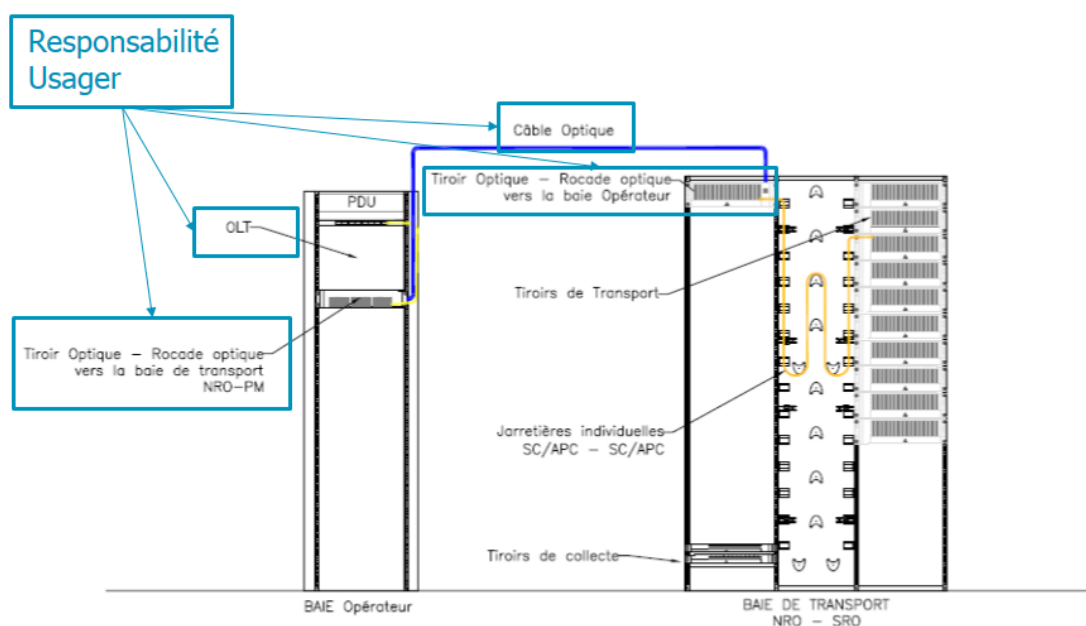 Responsabilité
Usager
Câble Optique
Tiroir Optique – Rocade optique
vers la baie Opérateur
PDU
OLT
Tiroirs de Transport
Tiroir Optique – Rocade optique
vers la baie de transport
NRO-PM
Jarretières individuelles
SC/APC – SC/APC
Tiroirs de collecte
BAIE Opérateur
BAIE DE TRANSPORT
NRO – SRO